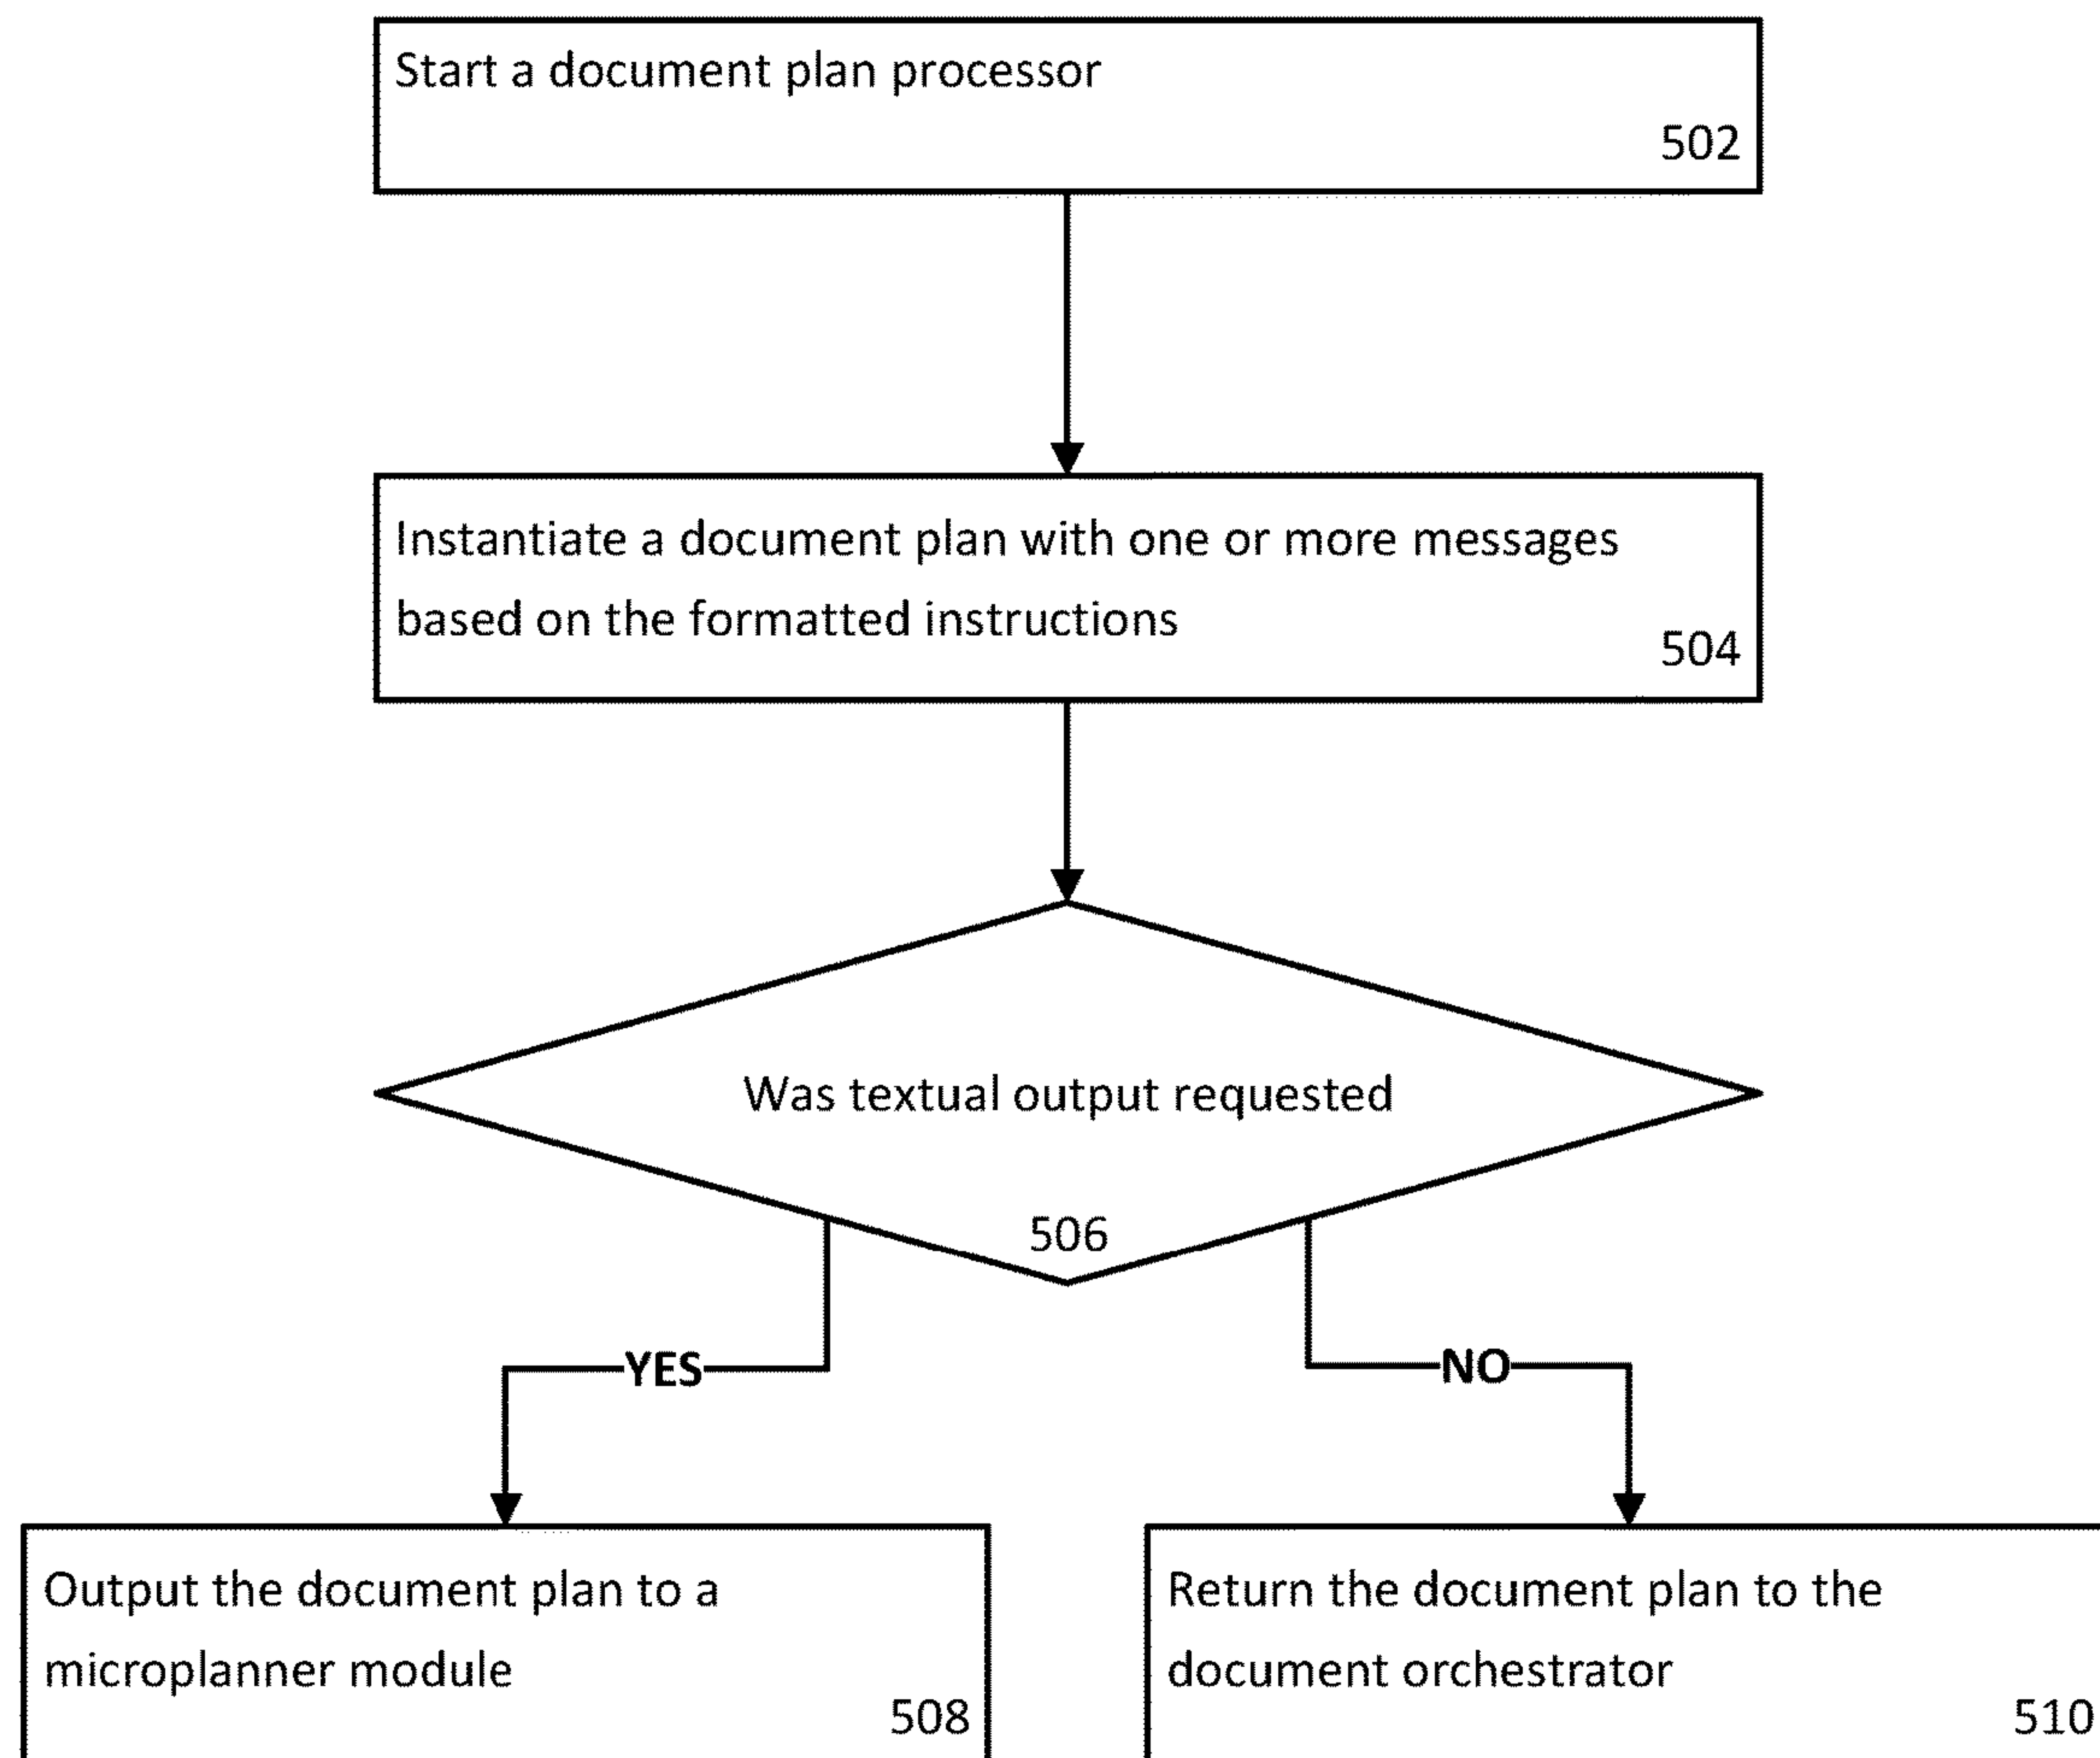 Start a document plan processor
502
Instantiate a document plan with one or more messages
based on the formatted instructions
504
Was textual output requested
506
YES
NO
Output the document plan to a
microplanner module
508
Return the document plan to the
document orchestrator
510